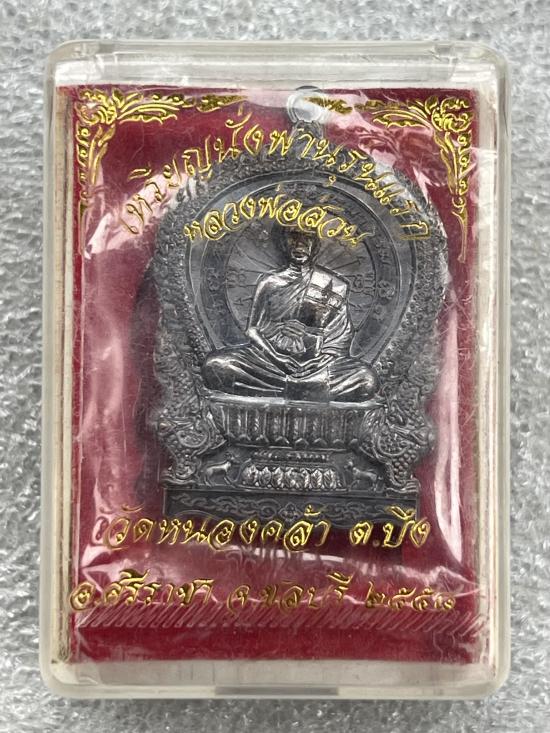 เหรียญนั่งพานรุ่นแรก
หลวงพ่อส่วน
วัดหนองคล้า ต.บึง
อ.ศรีราชา จ.ชลบุรี ๒๕๕๘